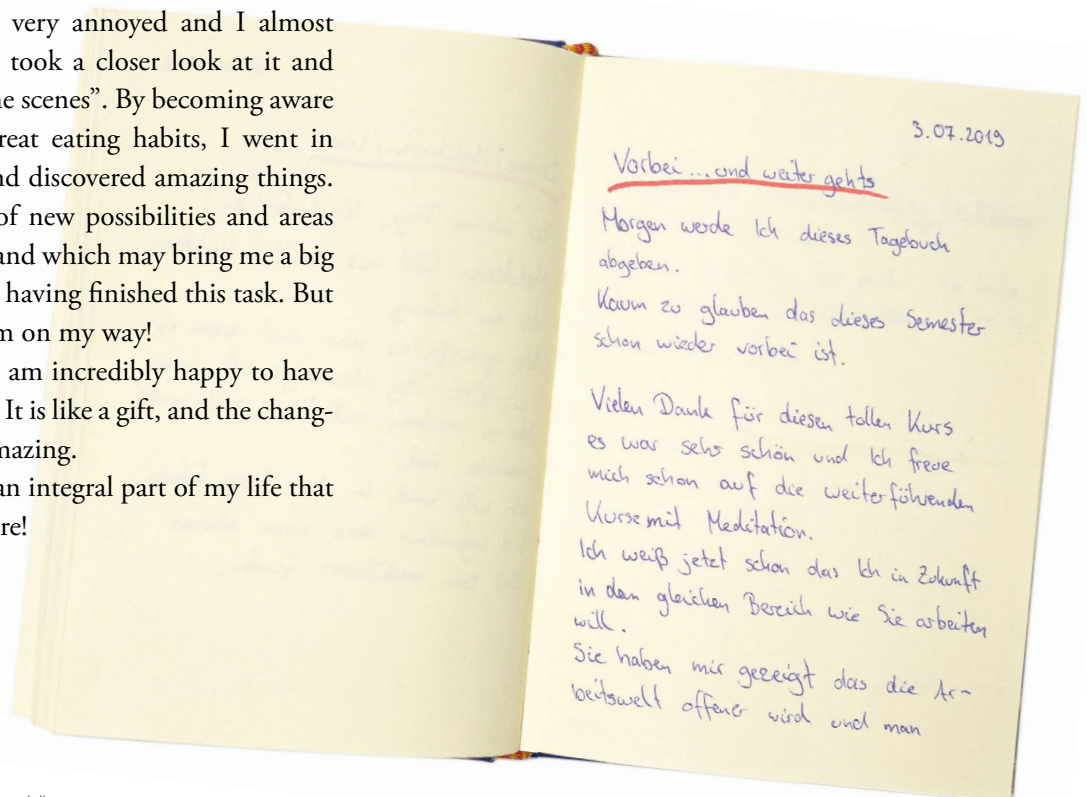 very annoyed and I almost
took a closer look at it and
e scenes”. By becoming aware
reat eating habits, I went in
nd discovered amazing things.
of new possibilities and areas
and which may bring me a big
having finished this task. But
m on my way!
am incredibly happy to have
It is like a gift, and the chang-
mazing.
an integral part of my life that
re!
3.07.2019
Vorbei ... und weiter gehts
Morgen werde Ich dieses Tagebuch
abgeben.
Kaum zu glauben das dieses Semester
schon wieder vorbei ist.
Vielen Dank für diesen tollen Kurs
es war sehr schön und Ich freue
mich schon auf die weiterführenden
Kurse mit Meditation.
Ich weiß jetzt schon das Ich in Zukunft
in dem gleichen Bereich wie Sie arbeiten
will.
Sie haben mir gezeigt das die Ar-
beitswelt offener wird und man